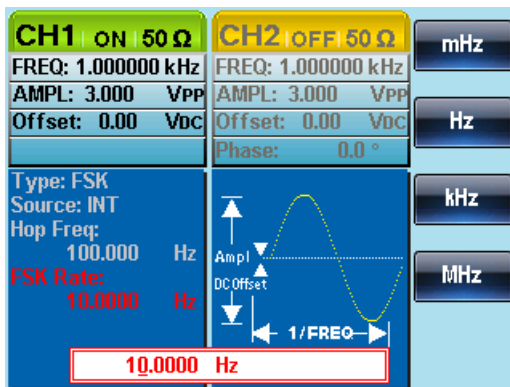 CH1 ON 50 Ω
FREQ: 1.000000 kHz
AMPL: 3.000 VPP
Offset: 0.00 VDC
CH2 OFF 50 Ω
FREQ: 1.000000 kHz
AMPL: 3.000 VPP
Offset: 0.00 VDC
Phase: 0.0 °
Type: FSK
Source: INT
Hop Freq:
100.000 Hz
FSK Rate:
10.0000 Hz
Ampl
DC Offset
1/FREQ
10.0000 Hz
mHz
Hz
kHz
MHz